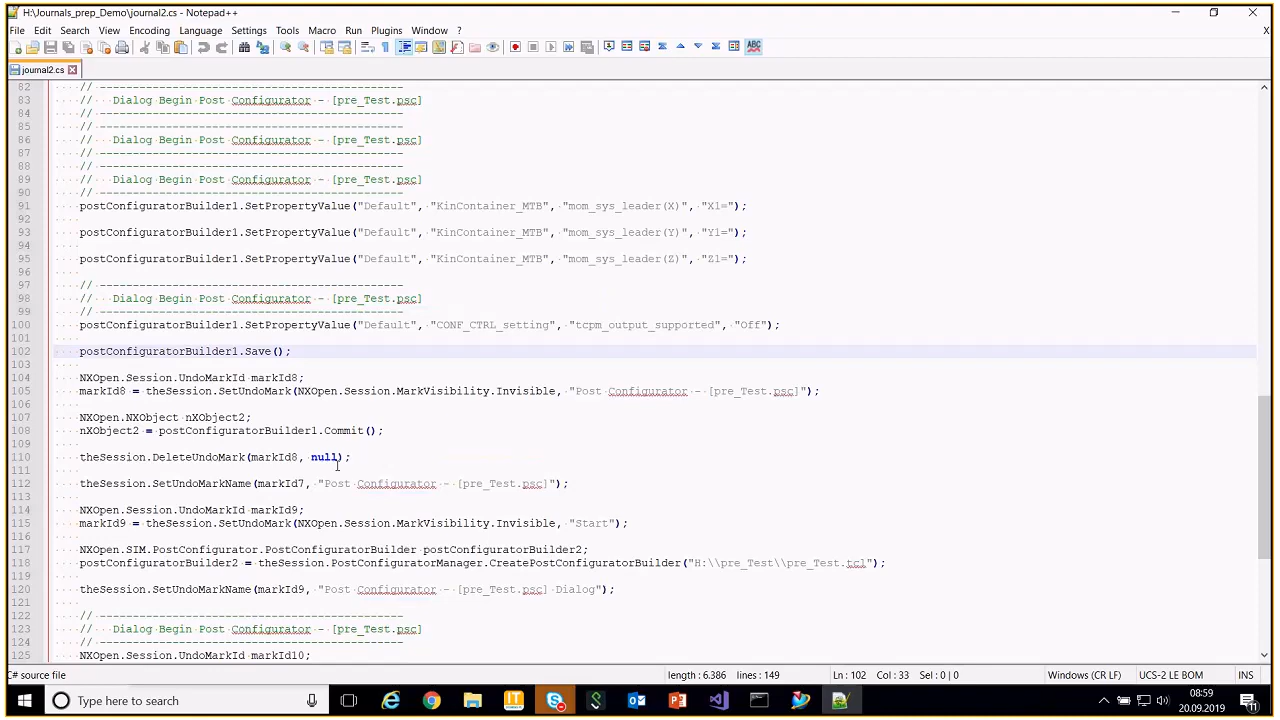 H:\Journals_prep_Demo\journal2.cs - Notepad++
File Edit Search View Encoding Language Settings Tools Macro Run Plugins Window ?
X
journal2.cs
82 // ----------------------------------------------
83 //   Dialog Begin Post Configurator - [pre_Test.psc]
84 // ----------------------------------------------
85 // ----------------------------------------------
86 //   Dialog Begin Post Configurator - [pre_Test.psc]
87 // ----------------------------------------------
88 // ----------------------------------------------
89 //   Dialog Begin Post Configurator - [pre_Test.psc]
90 // ----------------------------------------------
91 postConfiguratorBuilder1.SetPropertyValue("Default", "KinContainer_MTB", "mom_sys_leader(X)", "X1=");
92
93 postConfiguratorBuilder1.SetPropertyValue("Default", "KinContainer_MTB", "mom_sys_leader(Y)", "Y1=");
94
95 postConfiguratorBuilder1.SetPropertyValue("Default", "KinContainer_MTB", "mom_sys_leader(Z)", "Z1=");
96
97 // ----------------------------------------------
98 //   Dialog Begin Post Configurator - [pre_Test.psc]
99 // ----------------------------------------------
100 postConfiguratorBuilder1.SetPropertyValue("Default", "CONF_CTRL_setting", "tcpm_output_supported", "Off");
101
102 postConfiguratorBuilder1.Save();
103
104 NXOpen.Session.UndoMarkId markId8;
105 markId8 = theSession.SetUndoMark(NXOpen.Session.MarkVisibility.Invisible, "Post Configurator - [pre_Test.psc]");
106
107 NXOpen.NXObject nXObject2;
108 nXObject2 = postConfiguratorBuilder1.Commit();
109
110 theSession.DeleteUndoMark(markId8, null);
111
112 theSession.SetUndoMarkName(markId7, "Post Configurator - [pre_Test.psc]");
113
114 NXOpen.Session.UndoMarkId markId9;
115 markId9 = theSession.SetUndoMark(NXOpen.Session.MarkVisibility.Invisible, "Start");
116
117 NXOpen.SIM.PostConfigurator.PostConfiguratorBuilder postConfiguratorBuilder2;
118 postConfiguratorBuilder2 = theSession.PostConfiguratorManager.CreatePostConfiguratorBuilder("H:\\pre_Test\\pre_Test.tcl");
119
120 theSession.SetUndoMarkName(markId9, "Post Configurator - [pre_Test.psc] Dialog");
121
122 // ----------------------------------------------
123 //   Dialog Begin Post Configurator - [pre_Test.psc]
124 // ----------------------------------------------
125 NXOpen.Session.UndoMarkId markId10;
C# source file length : 6.386 lines : 149 Ln : 102 Col : 33 Sel : 0 | 0 Windows (CR LF) UCS-2 LE BOM INS
Type here to search
08:59
20.09.2019